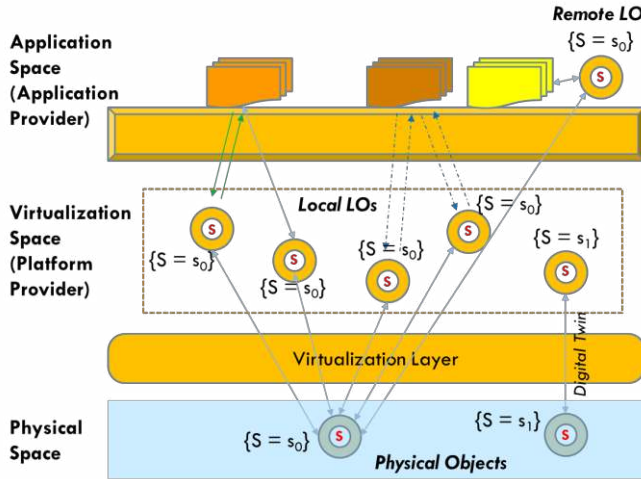 Remote LO
Application
Space
(Application
Provider)
{S = s₀}
S
Virtualization
Space
(Platform
Provider)
Local LOs
S
{S = s₀}
S
{S = s₀}
{S = s₀}
S
S
{S = s₀}
{S = s₁}
S
Virtualization Layer
Digital Twin
Physical
Space
{S = s₀}
S
Physical Objects
{S = s₁}
S